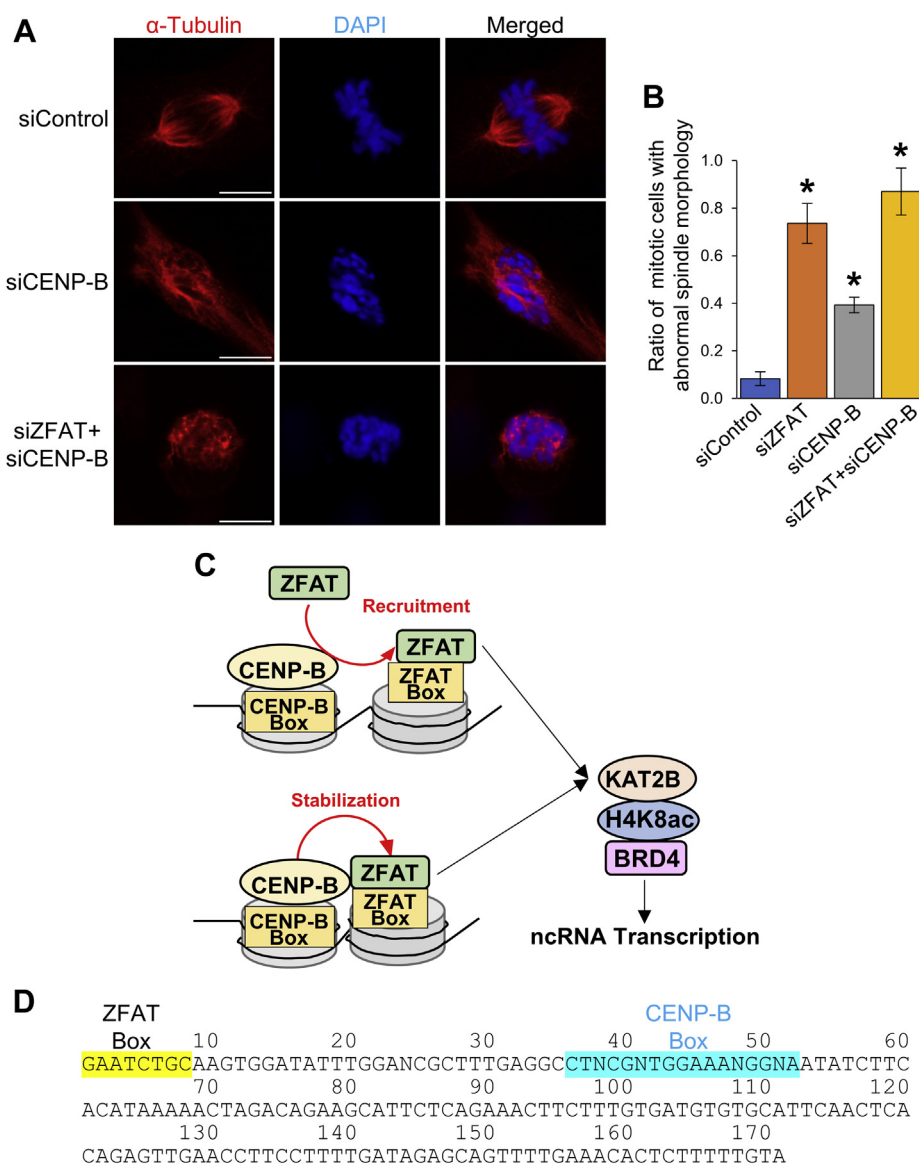 A
α-Tubulin DAPI Merged
siControl
siCENP-B
siZFAT+
siCENP-B
B
Ratio of mitotic cells with
abnormal spindle morphology
1.0
0.8
0.6
0.4
0.2
0.0
* * *
siControl siZFAT siCENP-B siZFAT+siCENP-B
C
ZFAT
Recruitment
ZFAT
CENP-B
ZFAT
Box
CENP-B
Box
KAT2B
H4K8ac
BRD4
ncRNA Transcription
Stabilization
ZFAT
CENP-B
ZFAT
Box
CENP-B
Box
D
ZFAT
Box
CENP-B
Box
10 20 30 40 50 60
GAATCTGCAAGTGGATATTTGGANCGCTTTGAGGCCTNCGNTGGAAANGGNAATATCTTC
70 80 90 100 110 120
ACATAAAAACTAGACAGAAGCATTCTCAGAAACTTCTTTGTGATGTGTGCATTCAACTCA
130 140 150 160 170
CAGAGTTGAACCTTCCTTTTGATAGAGCAGTTTTGAAACACTCTTTTTGTA